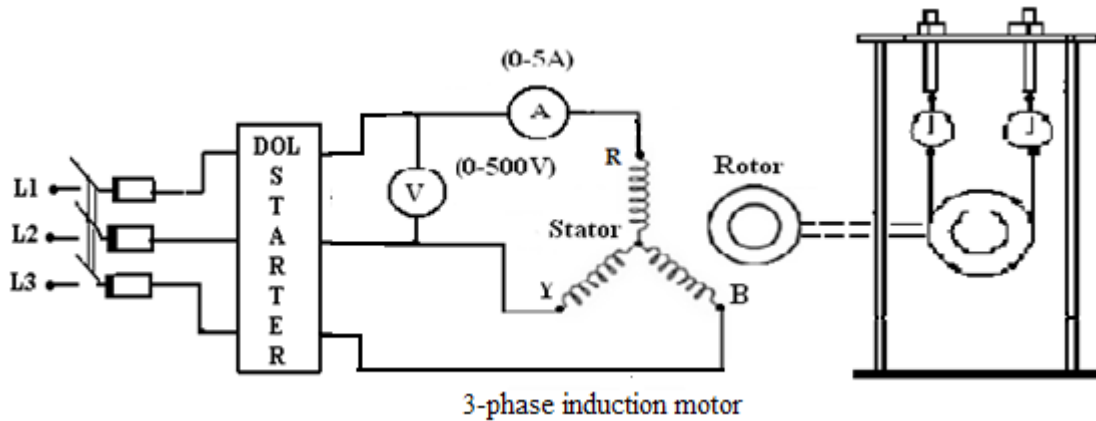 (0-5A)
A
(0-500V)
V
L1
L2
L3
DOL
S
T
A
R
T
E
R
R
Stator
Y
B
Rotor
3-phase induction motor